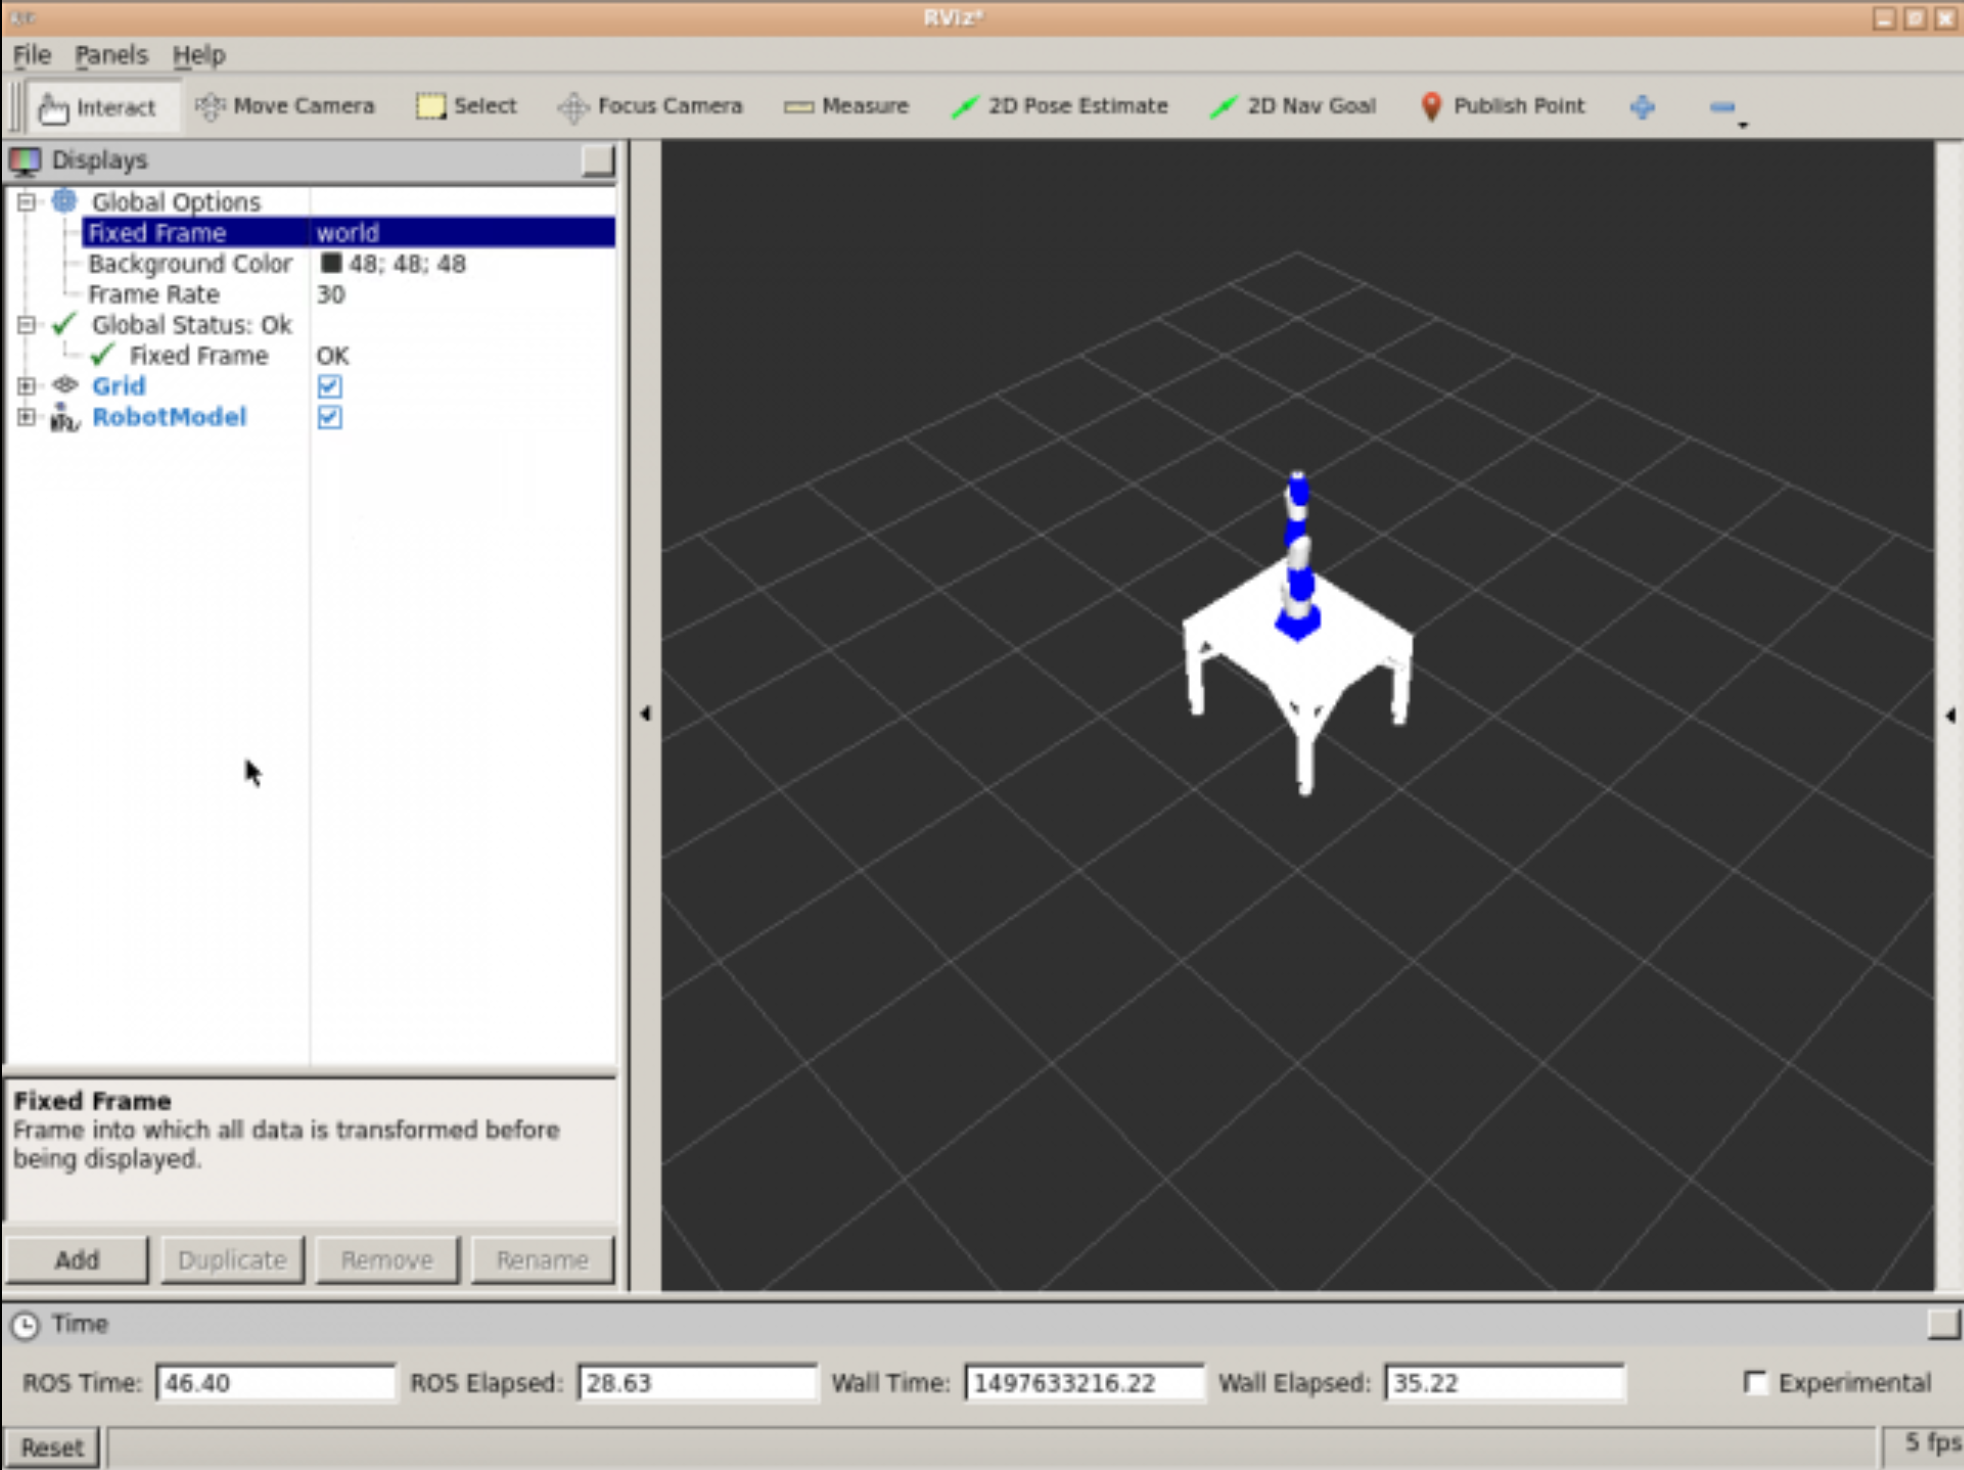 RViz*
File Panels Help
Interact Move Camera Select Focus Camera Measure 2D Pose Estimate 2D Nav Goal Publish Point
Displays
Global Options
Fixed Frame world
Background Color 48; 48; 48
Frame Rate 30
Global Status: Ok
Fixed Frame OK
Grid
RobotModel
Fixed Frame
Frame into which all data is transformed before
being displayed.
Add Duplicate Remove Rename
Time
ROS Time: 46.40 ROS Elapsed: 28.63 Wall Time: 1497633216.22 Wall Elapsed: 35.22 Experimental
Reset 5 fps